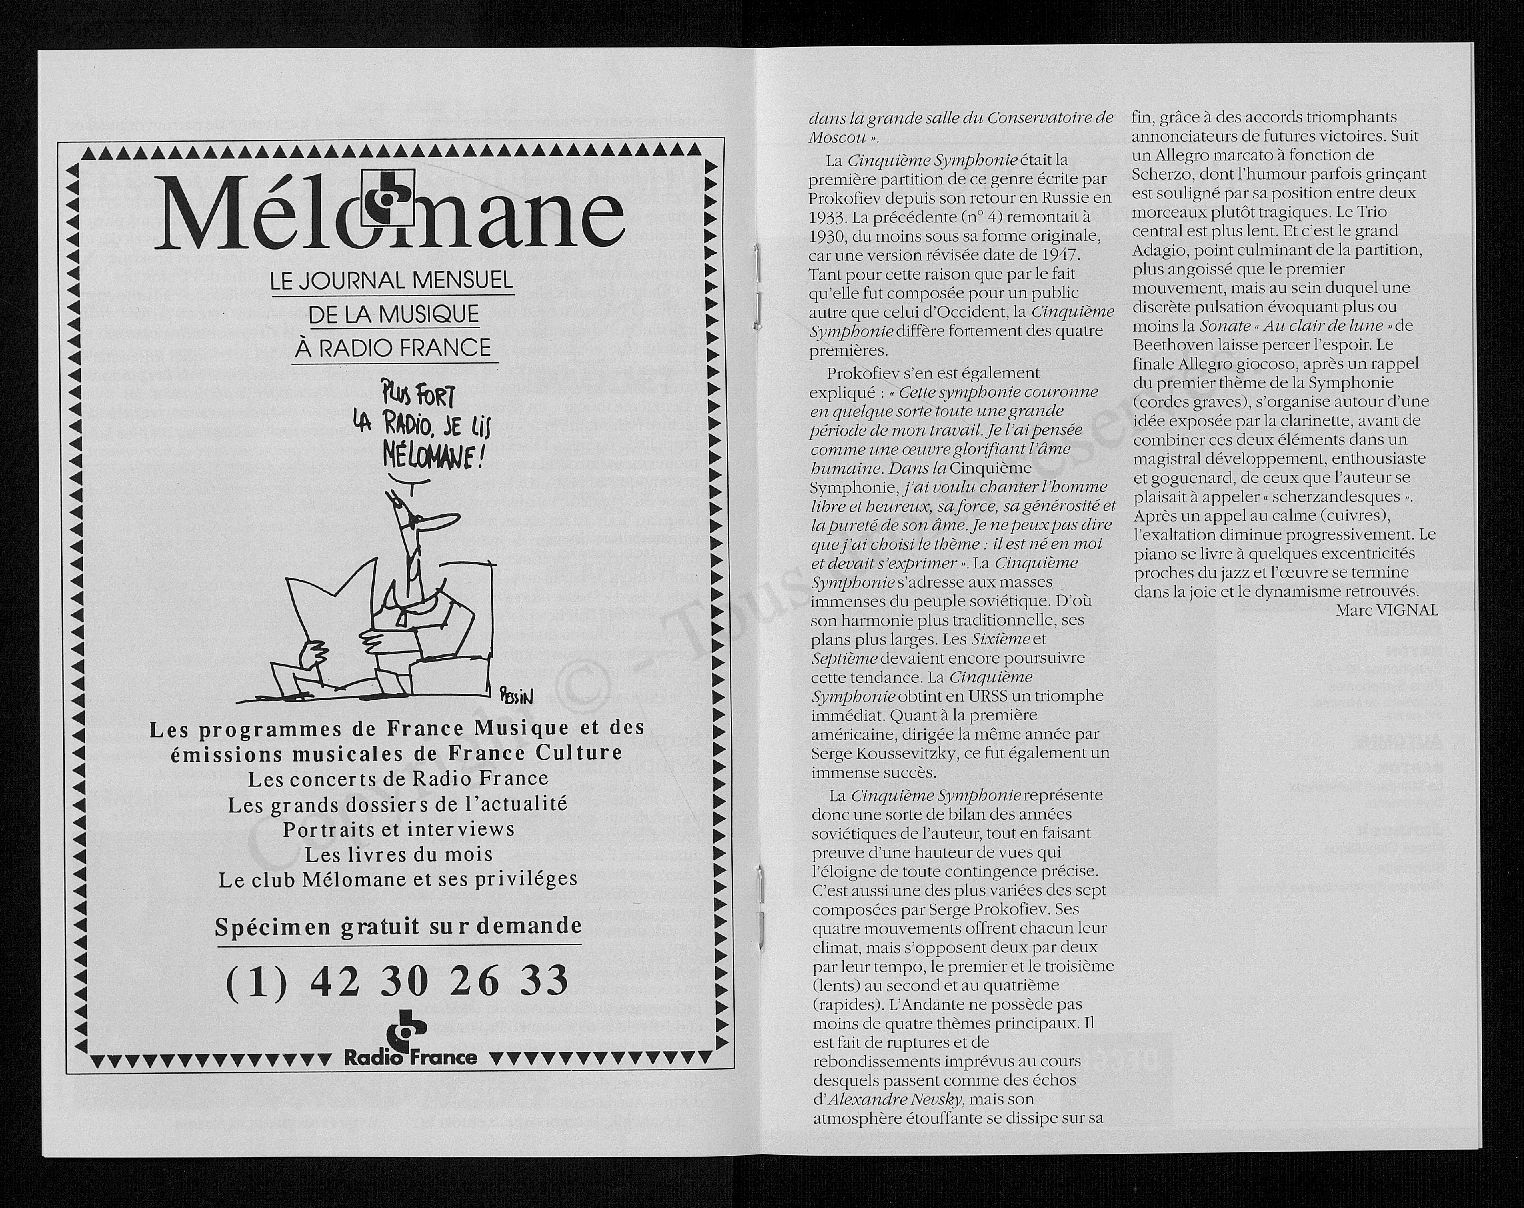 Mélomane
LE JOURNAL MENSUEL
DE LA MUSIQUE
À RADIO FRANCE
PLUS FORT
LA RADIO, JE LIS
MÉLOMANE !
PESSIN
Les programmes de France Musique et des
émissions musicales de France Culture
Les concerts de Radio France
Les grands dossiers de l'actualité
Portraits et interviews
Les livres du mois
Le club Mélomane et ses priviléges
Spécimen gratuit sur demande
(1) 42 30 26 33
Radio France
dans la grande salle du Conservatoire de
Moscou ».
La Cinquième Symphonie était la
première partition de ce genre écrite par
Prokofiev depuis son retour en Russie en
1933. La précédente (n° 4) remontait à
1930, du moins sous sa forme originale,
car une version révisée date de 1947.
Tant pour cette raison que par le fait
qu'elle fut composée pour un public
autre que celui d'Occident, la Cinquième
Symphonie diffère fortement des quatre
premières.
Prokofiev s'en est également
expliqué : « Cette symphonie couronne
en quelque sorte toute une grande
période de mon travail. Je l'ai pensée
comme une œuvre glorifiant l'âme
humaine. Dans la Cinquième
Symphonie, j'ai voulu chanter l'homme
libre et heureux, sa force, sa générosité et
la pureté de son âme. Je ne peux pas dire
que j'ai choisi le thème : il est né en moi
et devait s'exprimer ». La Cinquième
Symphonie s'adresse aux masses
immenses du peuple soviétique. D'où
son harmonie plus traditionnelle, ses
plans plus larges. Les Sixième et
Septième devaient encore poursuivre
cette tendance. La Cinquième
Symphonie obtint en URSS un triomphe
immédiat. Quant à la première
américaine, dirigée la même année par
Serge Koussevitzky, ce fut également un
immense succès.
La Cinquième Symphonie représente
donc une sorte de bilan des années
soviétiques de l'auteur, tout en faisant
preuve d'une hauteur de vues qui
l'éloigne de toute contingence précise.
C'est aussi une des plus variées des sept
composées par Serge Prokofiev. Ses
quatre mouvements offrent chacun leur
climat, mais s'opposent deux par deux
par leur tempo, le premier et le troisième
(lents) au second et au quatrième
(rapides). L'Andante ne possède pas
moins de quatre thèmes principaux. Il
est fait de ruptures et de
rebondissements imprévus au cours
desquels passent comme des échos
d'Alexandre Nevsky, mais son
atmosphère étouffante se dissipe sur sa
fin, grâce à des accords triomphants
annonciateurs de futures victoires. Suit
un Allegro marcato à fonction de
Scherzo, dont l'humour parfois grinçant
est souligné par sa position entre deux
morceaux plutôt tragiques. Le Trio
central est plus lent. Et c'est le grand
Adagio, point culminant de la partition,
plus angoissé que le premier
mouvement, mais au sein duquel une
discrète pulsation évoquant plus ou
moins la Sonate « Au clair de lune » de
Beethoven laisse percer l'espoir. Le
finale Allegro giocoso, après un rappel
du premier thème de la Symphonie
(cordes graves), s'organise autour d'une
idée exposée par la clarinette, avant de
combiner ces deux éléments dans un
magistral développement, enthousiaste
et goguenard, de ceux que l'auteur se
plaisait à appeler « scherzandesques ».
Après un appel au calme (cuivres),
l'exaltation diminue progressivement. Le
piano se livre à quelques excentricités
proches du jazz et l'œuvre se termine
dans la joie et le dynamisme retrouvés.
Marc VIGNAL